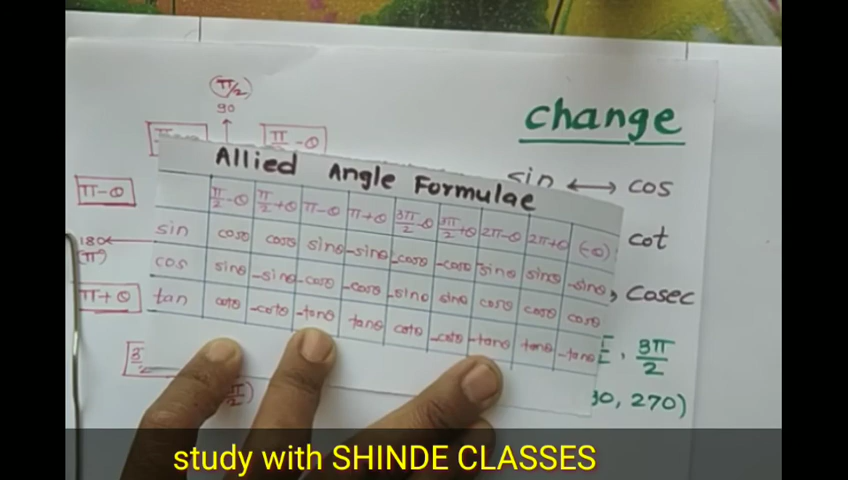 (π/2)
90
change
π/2 -θ
Allied Angle Formulae
sin ⟷ cos
π-θ
π/2-θ π/2+θ π-θ π+θ 3π/2-θ 3π/2+θ 2π-θ 2π+θ (-θ)
sin cosθ cosθ sinθ -sinθ -cosθ -cosθ -sinθ sinθ -sinθ
cot
180
(π)
cos sinθ -sinθ -cosθ -cosθ -sinθ sinθ cosθ cosθ cosθ
, cosec
π+θ
tan cotθ -cotθ -tanθ tanθ cotθ -cotθ -tanθ tanθ -tanθ
, 3π/2
, 270)
study with SHINDE CLASSES